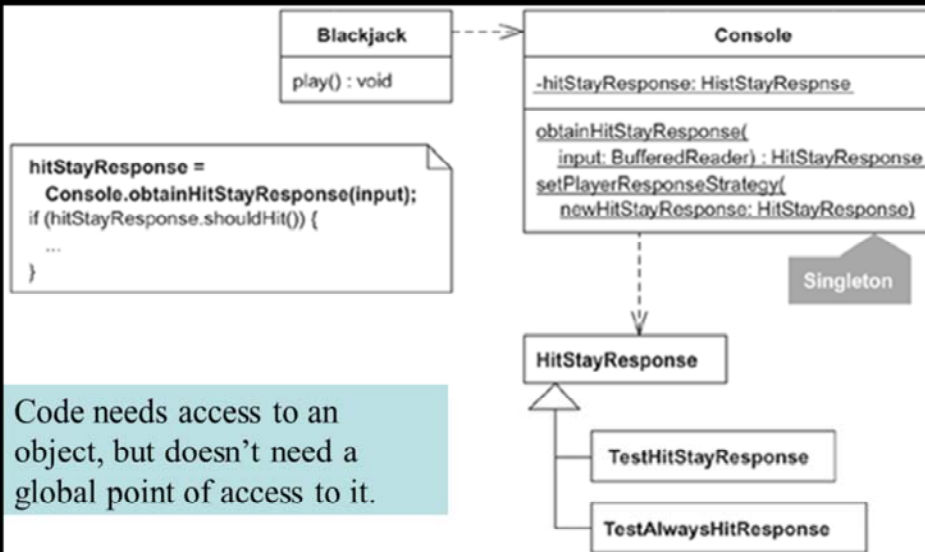 Blackjack
play() : void
Console
-hitStayResponse: HistStayRespnse
obtainHitStayResponse(
input: BufferedReader) : HitStayResponse
setPlayerResponseStrategy(
newHitStayResponse: HitStayResponse)
Singleton
hitStayResponse =
Console.obtainHitStayResponse(input);
if (hitStayResponse.shouldHit()) {
...
}
HitStayResponse
TestHitStayResponse
TestAlwaysHitResponse
Code needs access to an
object, but doesn’t need a
global point of access to it.